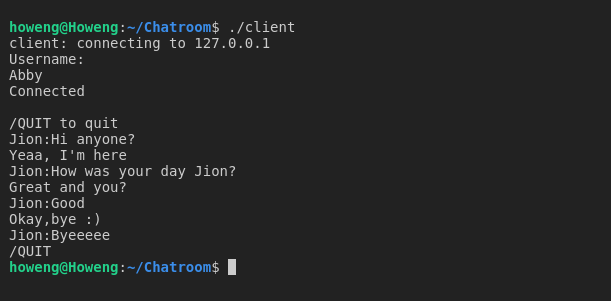 howeng@Howeng:~/Chatroom$ ./client
client: connecting to 127.0.0.1
Username:
Abby
Connected
/QUIT to quit
Jion:Hi anyone?
Yeaa, I'm here
Jion:How was your day Jion?
Great and you?
Jion:Good
Okay,bye :)
Jion:Byeeeee
/QUIT
howeng@Howeng:~/Chatroom$